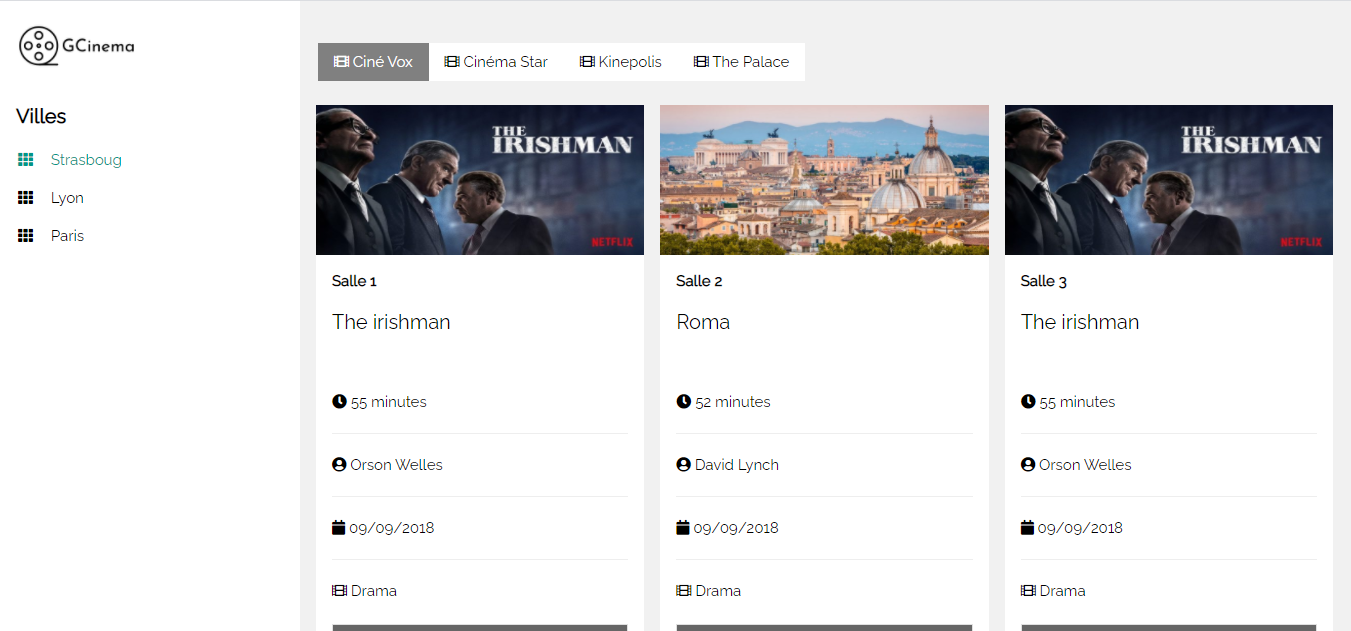 GCinema
Villes
Strasboug
Lyon
Paris
Ciné Vox
Cinéma Star
Kinepolis
The Palace
THE
IRISHMAN
NETFLIX
Salle 1
The irishman
55 minutes
Orson Welles
09/09/2018
Drama
Salle 2
Roma
52 minutes
David Lynch
09/09/2018
Drama
THE
IRISHMAN
NETFLIX
Salle 3
The irishman
55 minutes
Orson Welles
09/09/2018
Drama